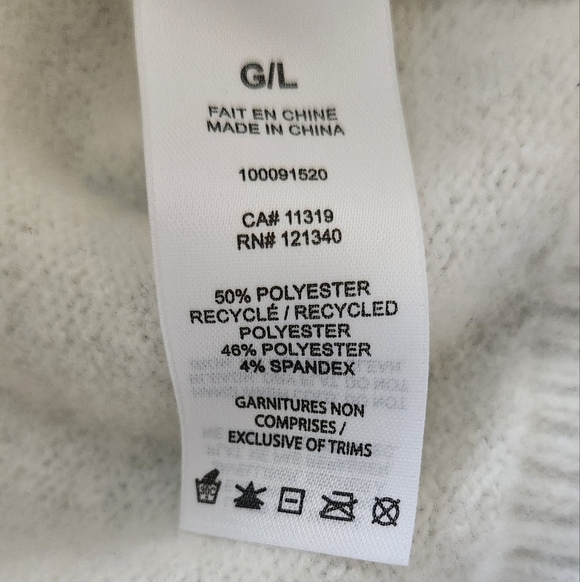 G/L
FAIT EN CHINE
MADE IN CHINA
100091520
CA# 11319
RN# 121340
50% POLYESTER
RECYCLÉ / RECYCLED
POLYESTER
46% POLYESTER
4% SPANDEX
GARNITURES NON
COMPRISES /
EXCLUSIVE OF TRIMS